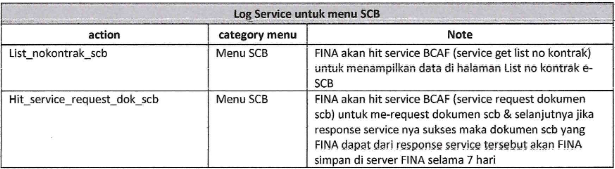 Log Service untuk menu SCB
action category menu Note
List_nokontrak_scb Menu SCB FINA akan hit service BCAF (service get list no kontrak)
untuk menampilkan data di halaman List no kontrak e-
SCB
Hit_service_request_dok_scb Menu SCB FINA akan hit service BCAF (service request dokumen
scb) untuk me-request dokumen scb & selanjutnya jika
response service nya sukses maka dokumen scb yang
FINA dapat dari response service tersebut akan FINA
simpan di server FINA selama 7 hari